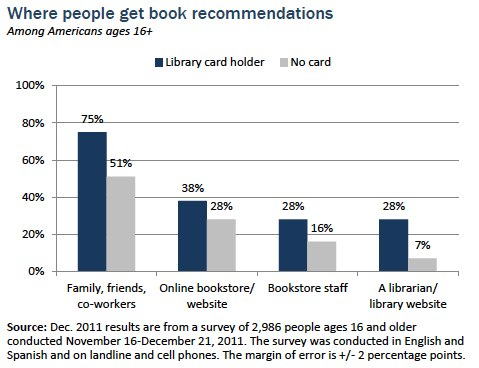 Where people get book recommendations
Among Americans ages 16+
Library card holder No card
100%
80%
60%
40%
20%
0%
75%
51%
38%
28%
28%
16%
28%
7%
Family, friends,
co-workers
Online bookstore/
website
Bookstore staff
A librarian/
library website
Source: Dec. 2011 results are from a survey of 2,986 people ages 16 and older
conducted November 16-December 21, 2011. The survey was conducted in English and
Spanish and on landline and cell phones. The margin of error is +/- 2 percentage points.